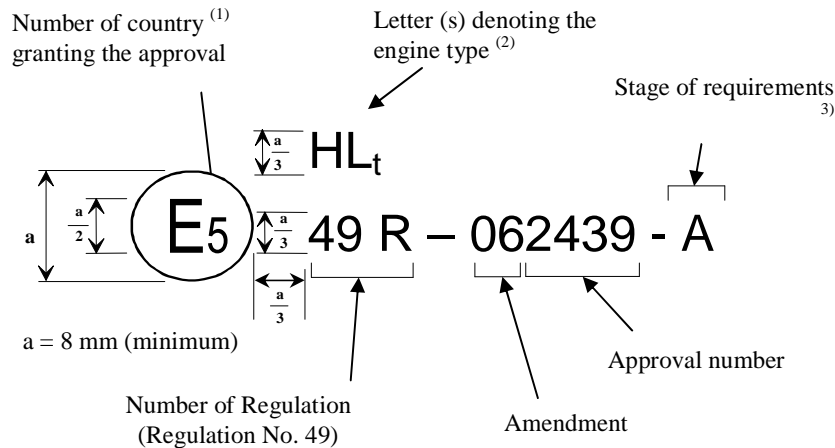 Number of country (1)
granting the approval
Letter (s) denoting the
engine type (2)
Stage of requirements
3)
a
3
HLt
a
a
2
E5
a
3
49 R – 062439 - A
a
3
a = 8 mm (minimum)
Approval number
Number of Regulation
(Regulation No. 49)
Amendment